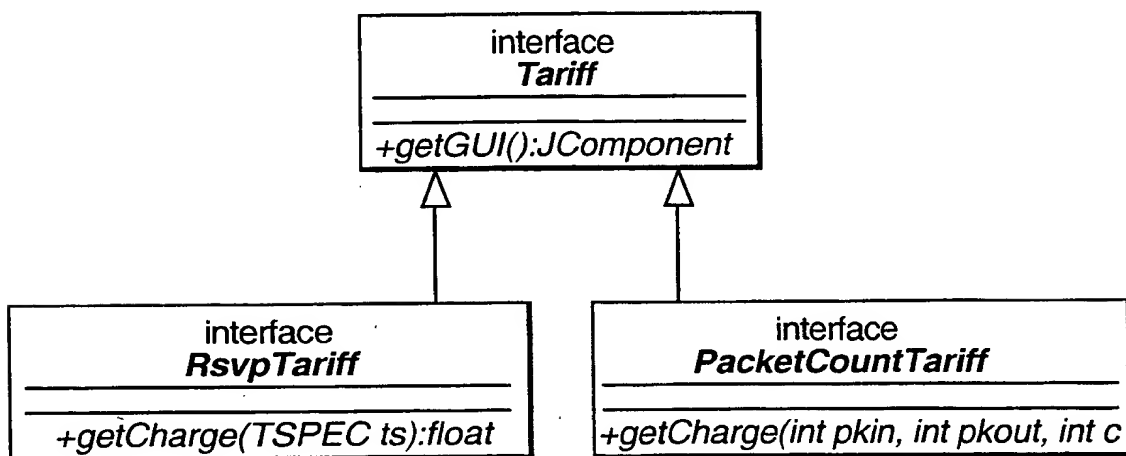 interface
Tariff
+getGUI():JComponent
interface
RsvpTariff
+getCharge(TSPEC ts):float
interface
PacketCountTariff
+getCharge(int pkin, int pkout, int c